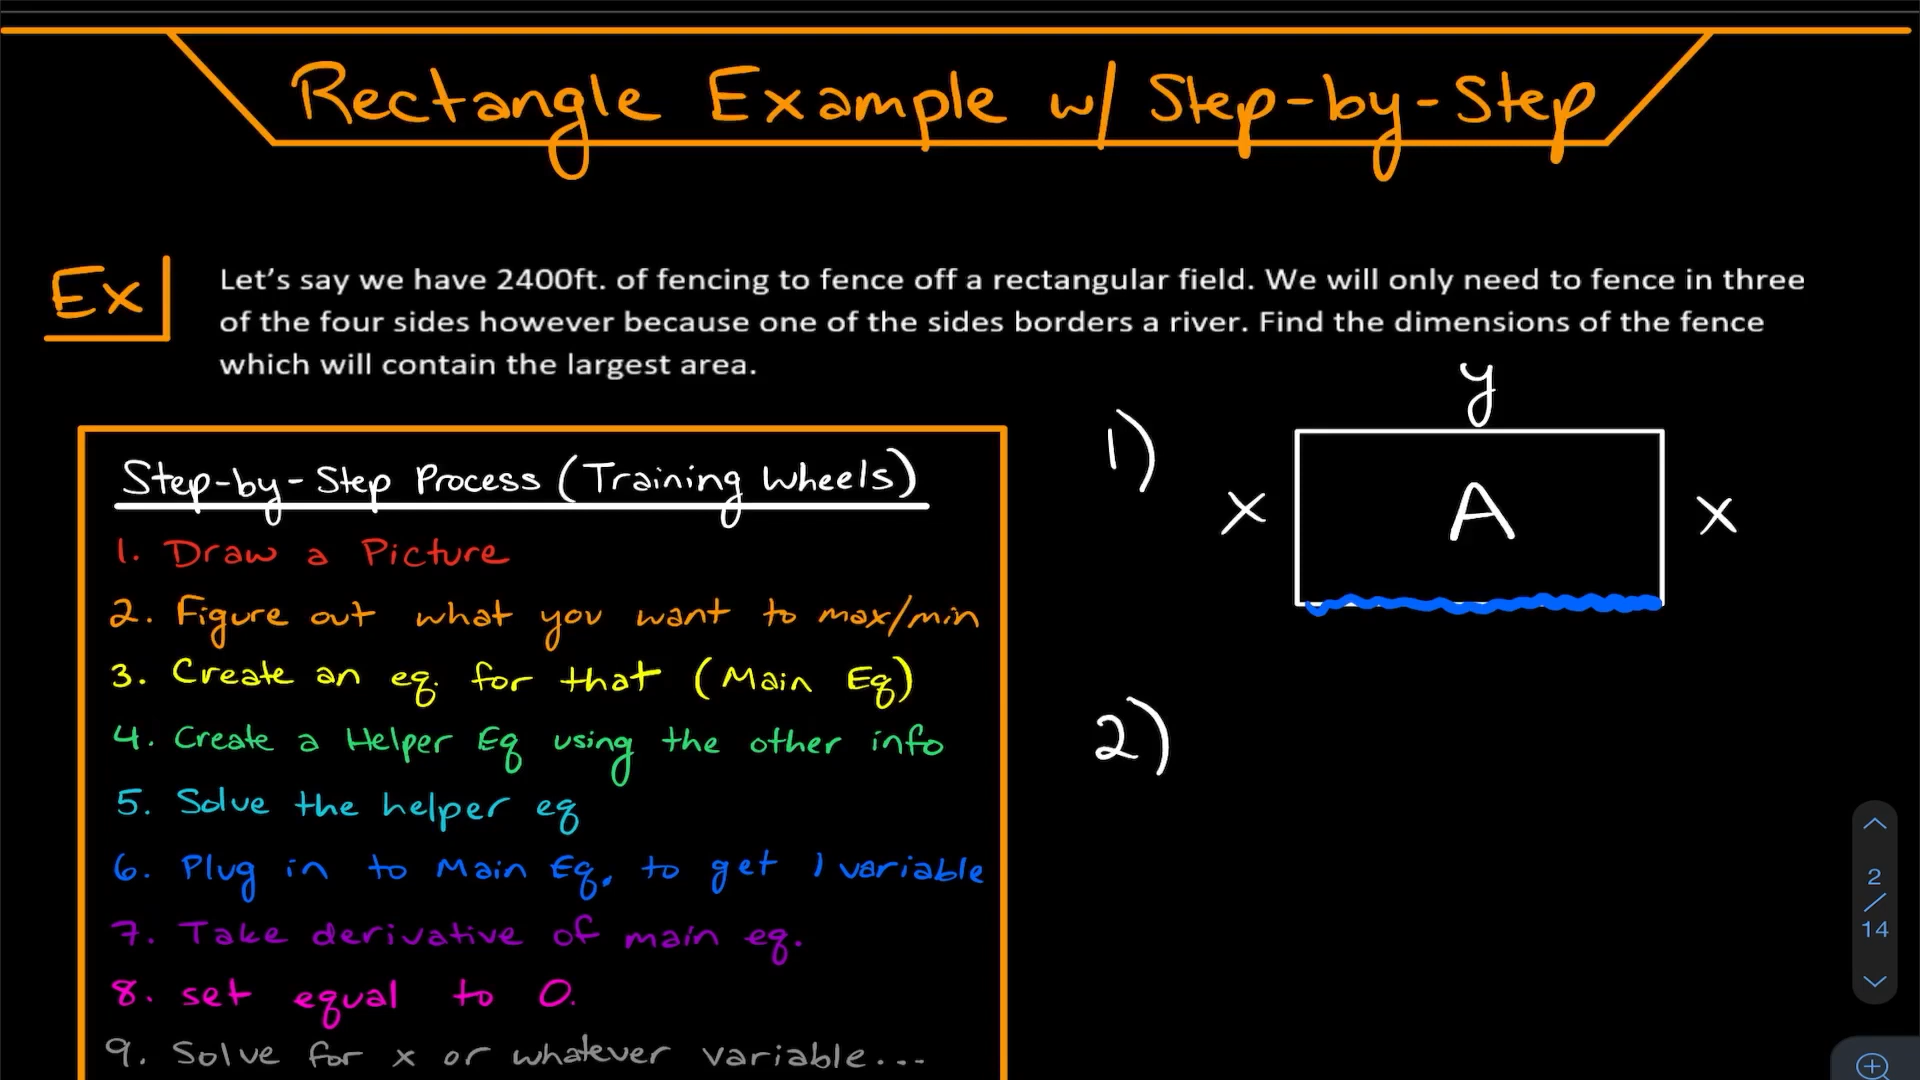 Rectangle Example w/ Step-by-Step
Ex
Let's say we have 2400ft. of fencing to fence off a rectangular field. We will only need to fence in three
of the four sides however because one of the sides borders a river. Find the dimensions of the fence
which will contain the largest area.
Step-by-Step Process (Training Wheels)
1. Draw a Picture
2. Figure out what you want to max/min
3. Create an eq. for that (Main Eq)
4. Create a Helper Eq using the other info
5. Solve the helper eq
6. Plug in to Main Eq. to get 1 variable
7. Take derivative of main eq.
8. set equal to 0.
9. Solve for x or whatever variable...
1)
y
x
A
x
2)
2
/
14